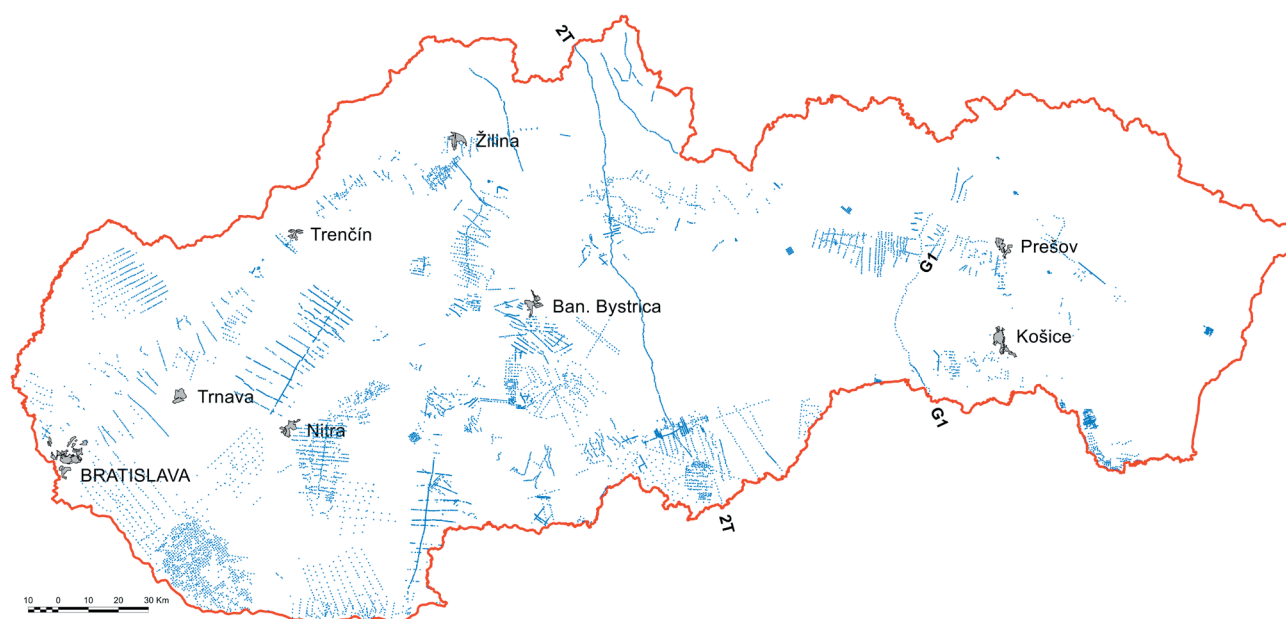 2T
Žilina
Trenčín
Prešov
G1
Ban. Bystrica
Košice
Trnava
G1
Nitra
BRATISLAVA
2T
10 0 10 20 30 Km